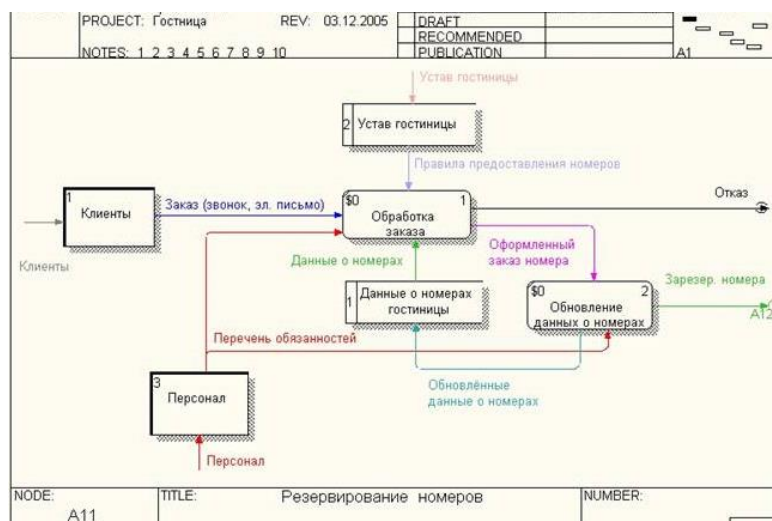 PROJECT: Гостница REV: 03.12.2005 DRAFT
RECOMMENDED
NOTES: 1 2 3 4 5 6 7 8 9 10 PUBLICATION A1
Устав гостиницы
2 Устав гостиницы
Правила предоставления номеров
1
Клиенты
Заказ (звонок, эл. письмо)
$0 1
Обработка
заказа
Отказ
Клиенты
Данные о номерах
Оформленный
заказ номера
Зарезер. номера
1 Данные о номерах
гостиницы
$0 2
Обновление
данных о номерах
A12
Перечень обязанностей
3
Персонал
Обновлённые
данные о номерах
Персонал
NODE: TITLE: Резервирование номеров NUMBER:
A11